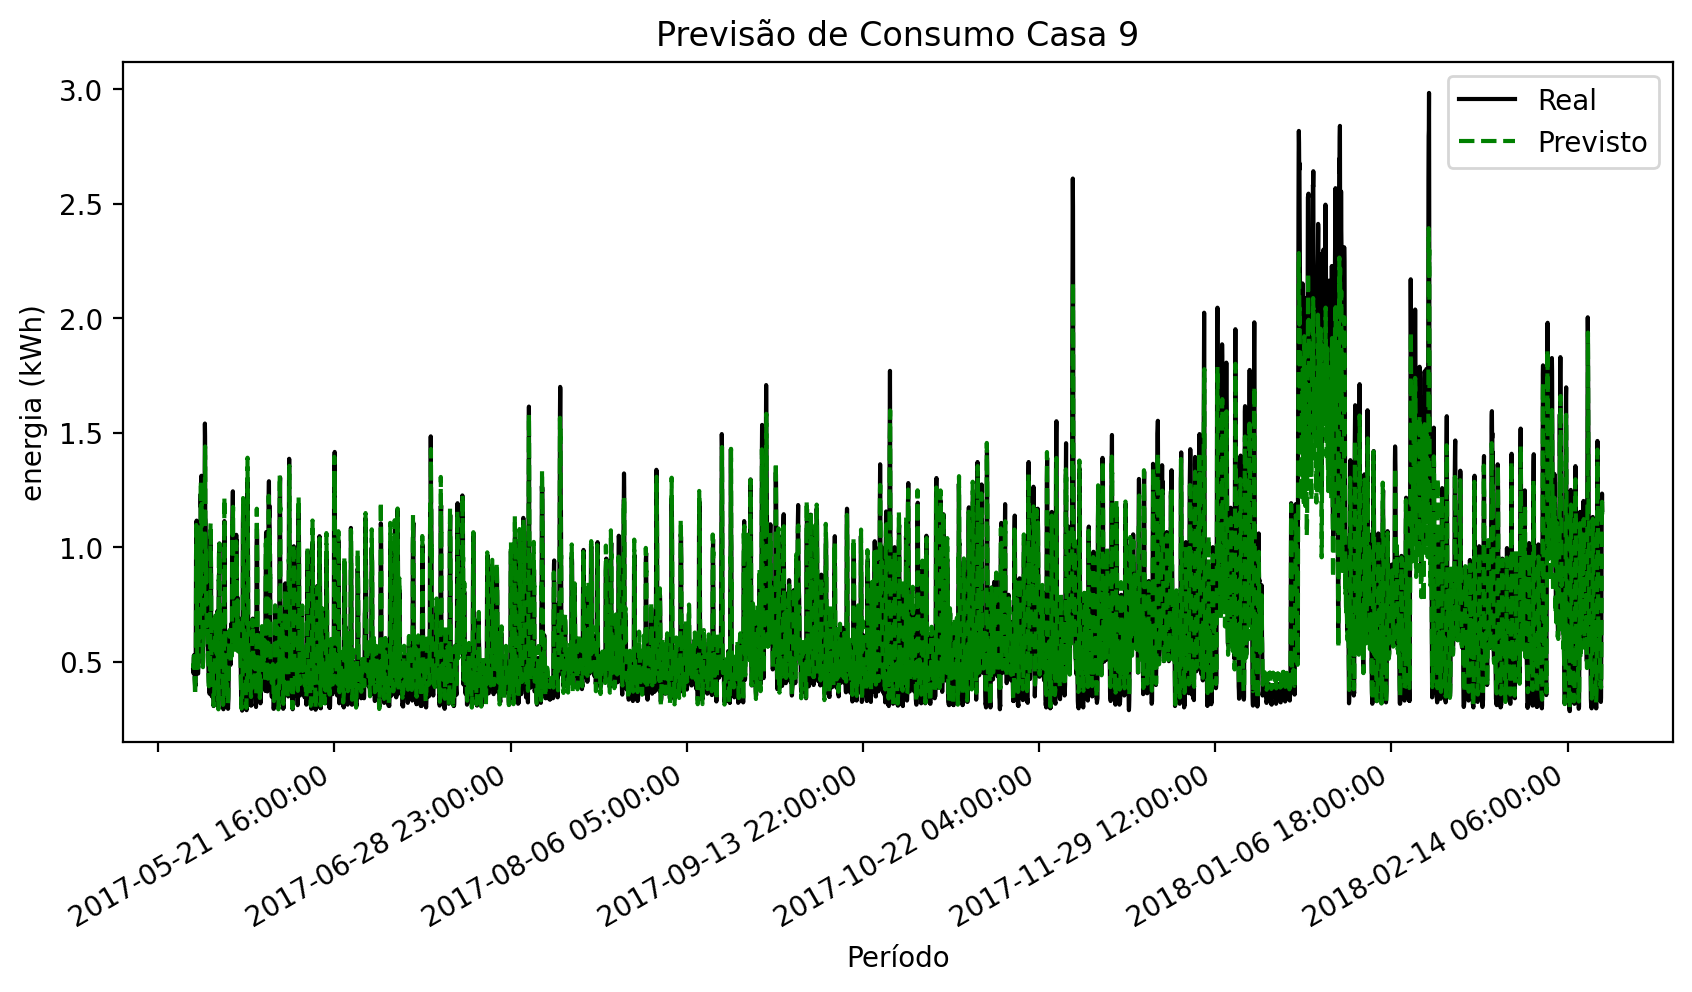 Previsão de Consumo Casa 9
Real
Previsto
energia (kWh)
3.0
2.5
2.0
1.5
1.0
0.5
2017-05-21 16:00:00
2017-06-28 23:00:00
2017-08-06 05:00:00
2017-09-13 22:00:00
2017-10-22 04:00:00
2017-11-29 12:00:00
2018-01-06 18:00:00
2018-02-14 06:00:00
Período